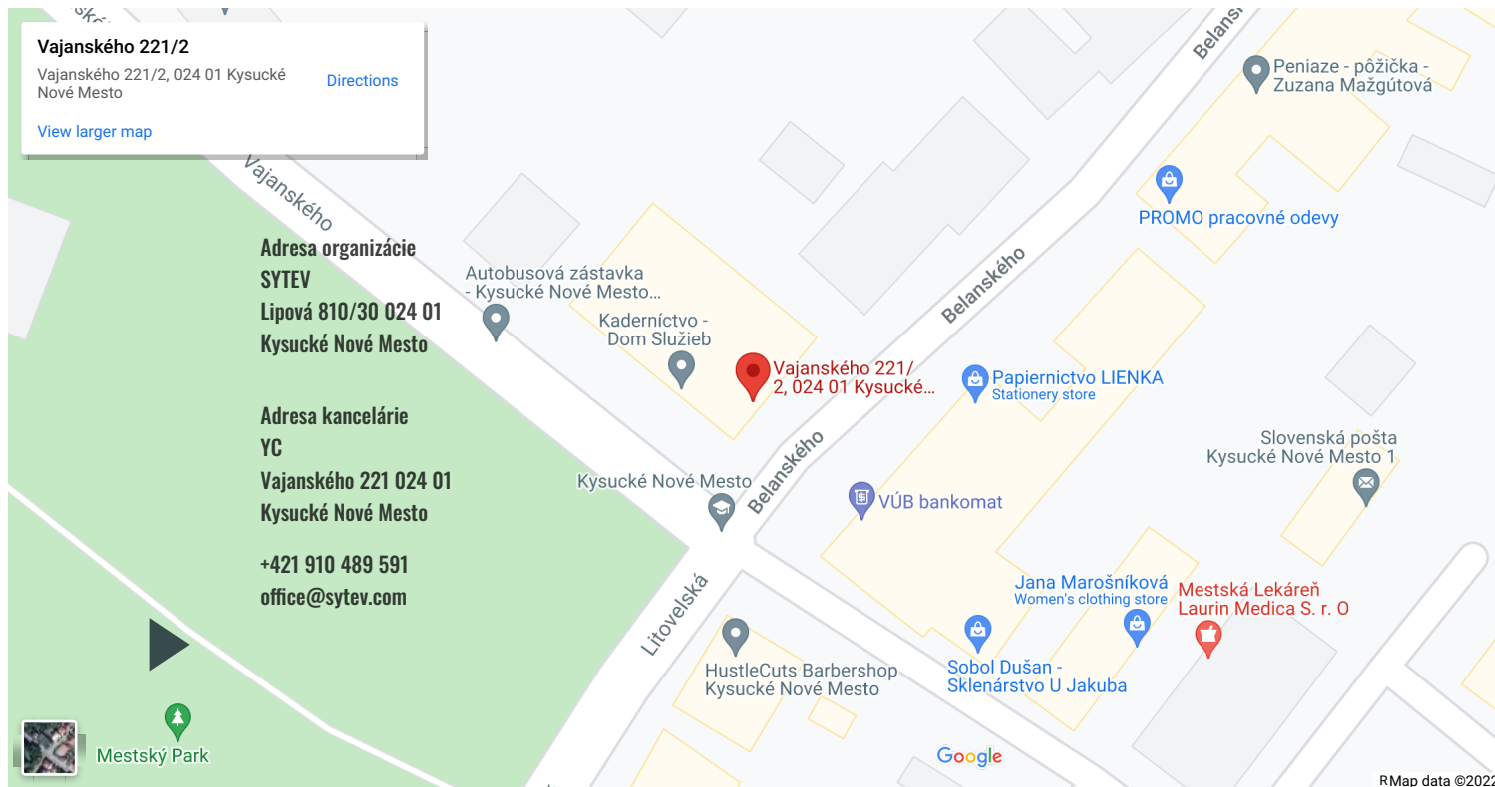 Vajanského 221/2
Vajanského 221/2, 024 01 Kysucké
Nové Mesto
Directions
View larger map
Belanského
Peniaze - pôžička -
Zuzana Mažgútová
PROMO pracovné odevy
Vajanského
Adresa organizácie
SYTEV
Lipová 810/30 024 01
Kysucké Nové Mesto
Autobusová zástavka
- Kysucké Nové Mesto...
Kaderníctvo -
Dom Služieb
Belanského
Vajanského 221/
2, 024 01 Kysucké...
Papiernictvo LIENKA
Stationery store
Adresa kancelárie
YC
Vajanského 221 024 01
Kysucké Nové Mesto
Kysucké Nové Mesto
Belanského
Slovenská pošta
Kysucké Nové Mesto 1
VÚB bankomat
+421 910 489 591
office@sytev.com
Litovelská
Jana Marošníková
Women's clothing store
Mestská Lekáreň
Laurin Medica S. r. O
HustleCuts Barbershop
Kysucké Nové Mesto
Sobol Dušan -
Sklenárstvo U Jakuba
Mestský Park
Google
RMap data ©2022